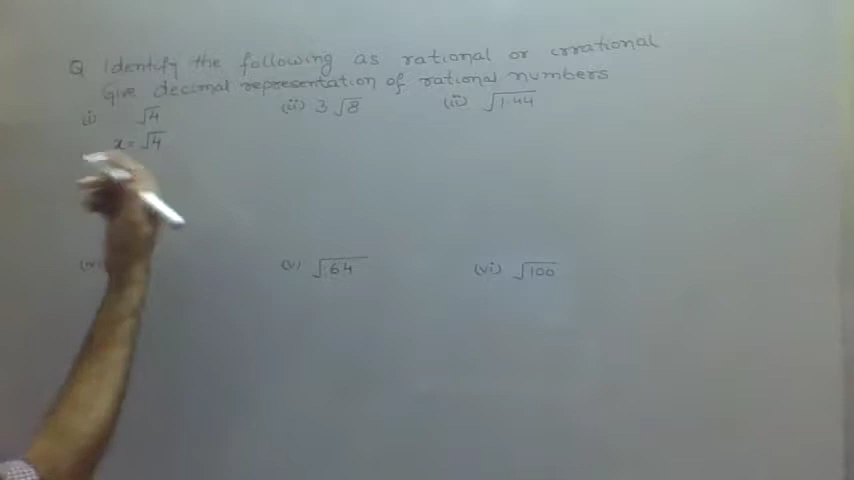 Q Identify the following as rational or irrational
Give decimal representation of rational numbers
(i) √4 (ii) 3√8 (iii) √1.44
x = √4
(iv) (v) √.64 (vi) √100